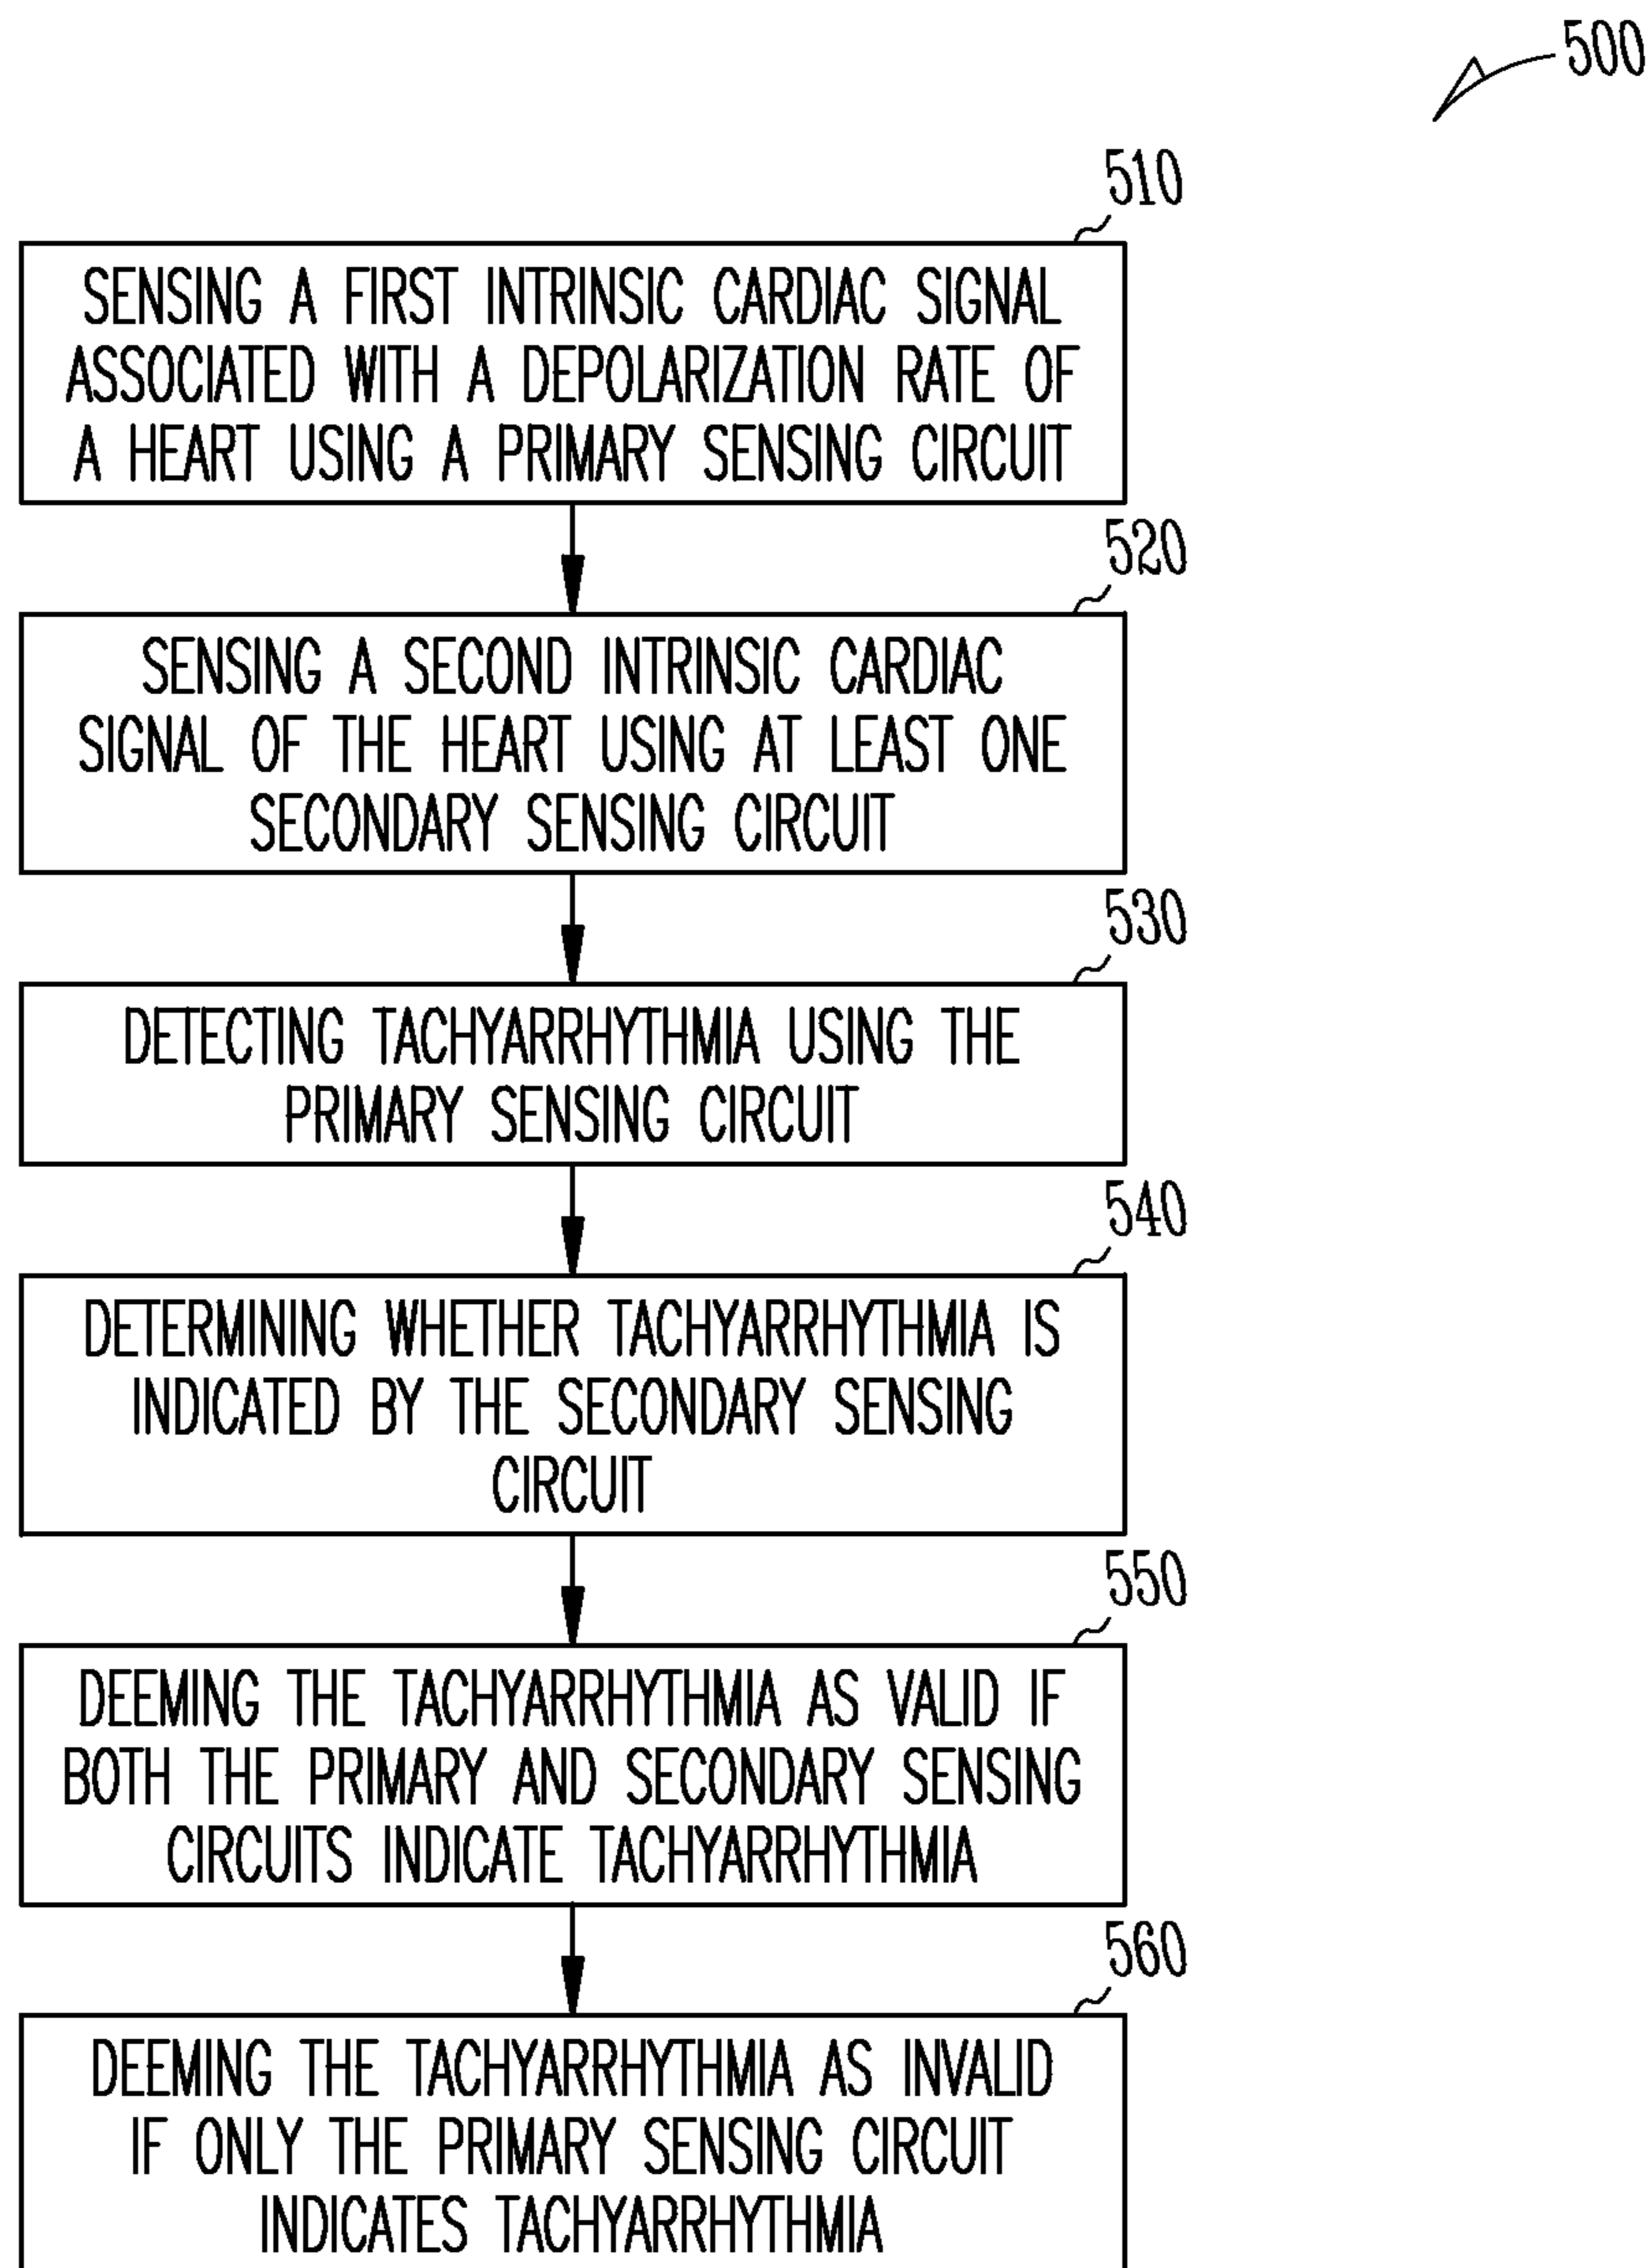 500
510
SENSING A FIRST INTRINSIC CARDIAC SIGNAL
ASSOCIATED WITH A DEPOLARIZATION RATE OF
A HEART USING A PRIMARY SENSING CIRCUIT
520
SENSING A SECOND INTRINSIC CARDIAC
SIGNAL OF THE HEART USING AT LEAST ONE
SECONDARY SENSING CIRCUIT
530
DETECTING TACHYARRHYTHMIA USING THE
PRIMARY SENSING CIRCUIT
540
DETERMINING WHETHER TACHYARRHYTHMIA IS
INDICATED BY THE SECONDARY SENSING
CIRCUIT
550
DEEMING THE TACHYARRHYTHMIA AS VALID IF
BOTH THE PRIMARY AND SECONDARY SENSING
CIRCUITS INDICATE TACHYARRHYTHMIA
560
DEEMING THE TACHYARRHYTHMIA AS INVALID
IF ONLY THE PRIMARY SENSING CIRCUIT
INDICATES TACHYARRHYTHMIA